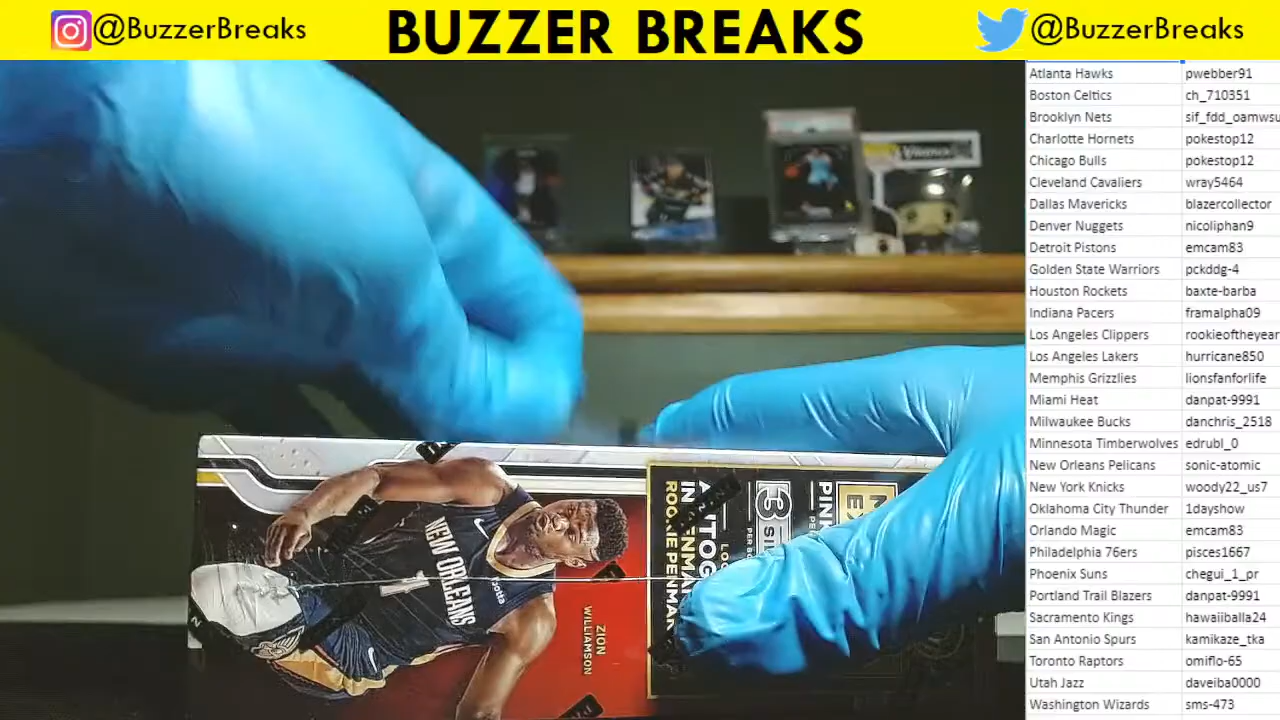 @BuzzerBreaks
BUZZER BREAKS
@BuzzerBreaks
Atlanta Hawks pwebber91
Boston Celtics ch_710351
Brooklyn Nets sif_fdd_oamwsu
Charlotte Hornets pokestop12
Chicago Bulls pokestop12
Cleveland Cavaliers wray5464
Dallas Mavericks blazercollector
Denver Nuggets nicoliphan9
Detroit Pistons emcam83
Golden State Warriors pckddg-4
Houston Rockets baxte-barba
Indiana Pacers framalpha09
Los Angeles Clippers rookieoftheyear
Los Angeles Lakers hurricane850
Memphis Grizzlies lionsfanforlife
Miami Heat danpat-9991
Milwaukee Bucks danchris_2518
Minnesota Timberwolves edrubl_0
New Orleans Pelicans sonic-atomic
New York Knicks woody22_us7
Oklahoma City Thunder 1dayshow
Orlando Magic emcam83
Philadelphia 76ers pisces1667
Phoenix Suns chegui_1_pr
Portland Trail Blazers danpat-9991
Sacramento Kings hawaiiballa24
San Antonio Spurs kamikaze_tka
Toronto Raptors omiflo-65
Utah Jazz daveiba0000
Washington Wizards sms-473
NEW ORLEANS
1
ZION
WILLIAMSON
3
ROOKIE